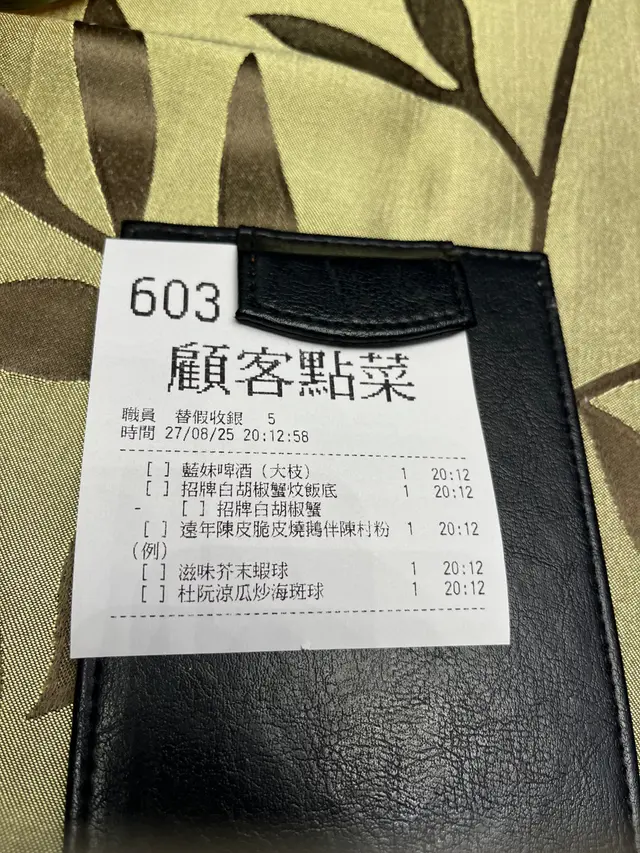 603
顧客點菜
職員 替假收銀 5
時間 27/08/25 20:12:58
[ ] 藍妹啤酒 (大枝) 1 20:12
[ ] 招牌白胡椒蟹炆飯底 1 20:12
- [ ] 招牌白胡椒蟹
[ ] 遠年陳皮脆皮燒鵝伴陳村粉 1 20:12
(例)
[ ] 滋味芥末蝦球 1 20:12
[ ] 杜阮涼瓜炒海斑球 1 20:12